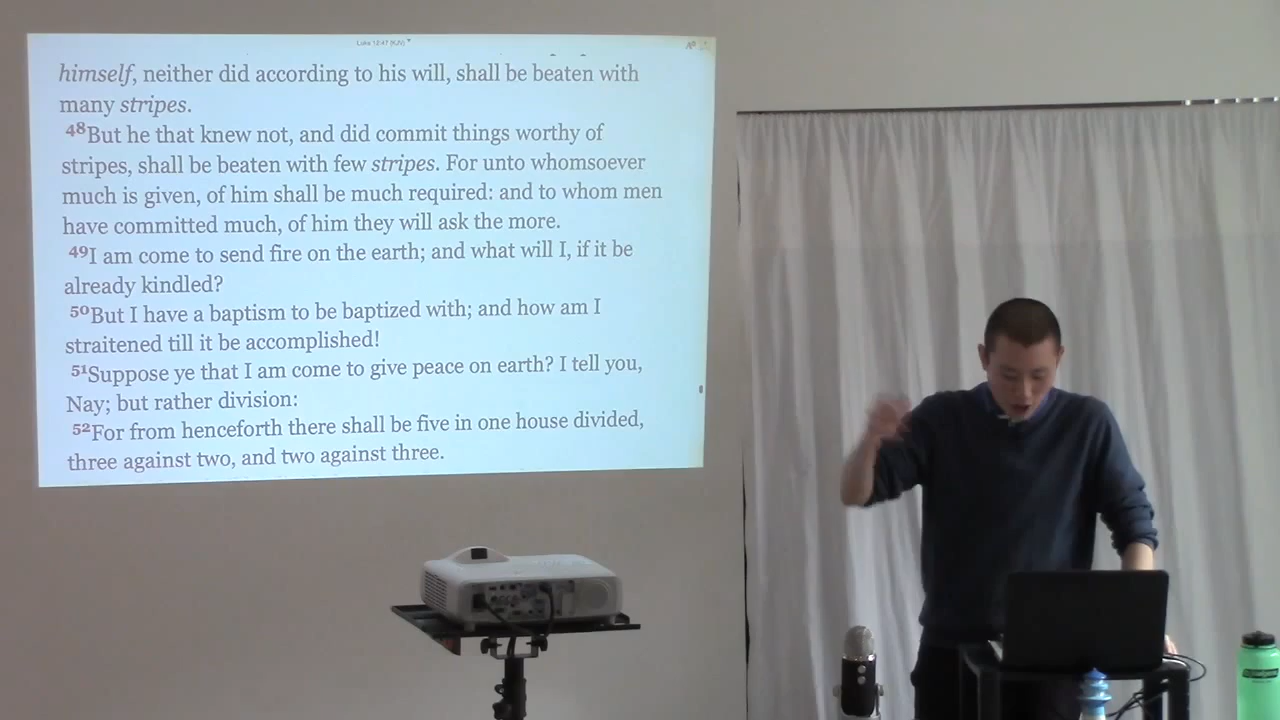 Luke 12:47 (KJV)
himself, neither did according to his will, shall be beaten with
many stripes.
48But he that knew not, and did commit things worthy of
stripes, shall be beaten with few stripes. For unto whomsoever
much is given, of him shall be much required: and to whom men
have committed much, of him they will ask the more.
49I am come to send fire on the earth; and what will I, if it be
already kindled?
50But I have a baptism to be baptized with; and how am I
straitened till it be accomplished!
51Suppose ye that I am come to give peace on earth? I tell you,
Nay; but rather division:
52For from henceforth there shall be five in one house divided,
three against two, and two against three.